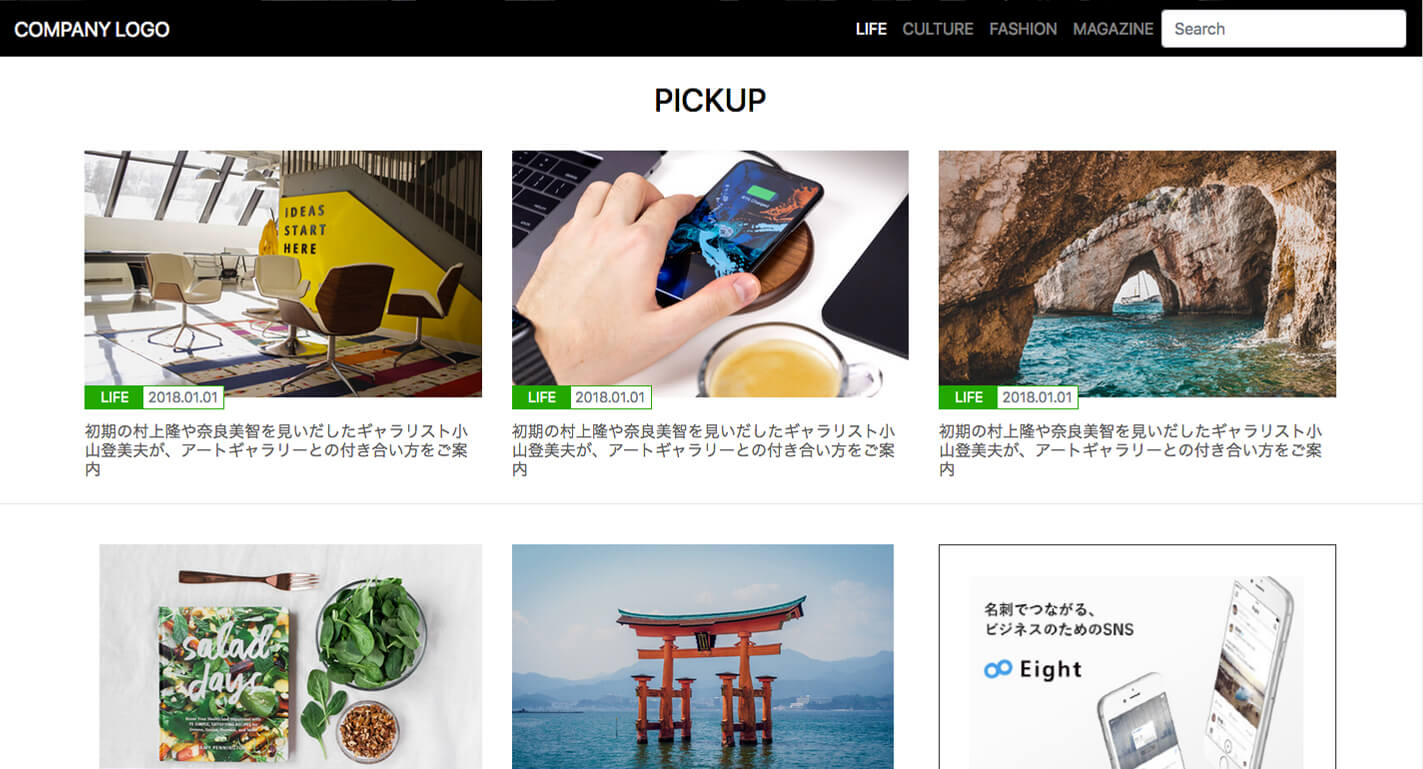 COMPANY LOGO
LIFE CULTURE FASHION MAGAZINE Search
PICKUP
IDEAS
START
HERE
LIFE 2018.01.01
初期の村上隆や奈良美智を見いだしたギャラリスト小
山登美夫が、アートギャラリーとの付き合い方をご案
内
LIFE 2018.01.01
初期の村上隆や奈良美智を見いだしたギャラリスト小
山登美夫が、アートギャラリーとの付き合い方をご案
内
LIFE 2018.01.01
初期の村上隆や奈良美智を見いだしたギャラリスト小
山登美夫が、アートギャラリーとの付き合い方をご案
内
salad
days
名刺でつながる、
ビジネスのためのSNS
Eight